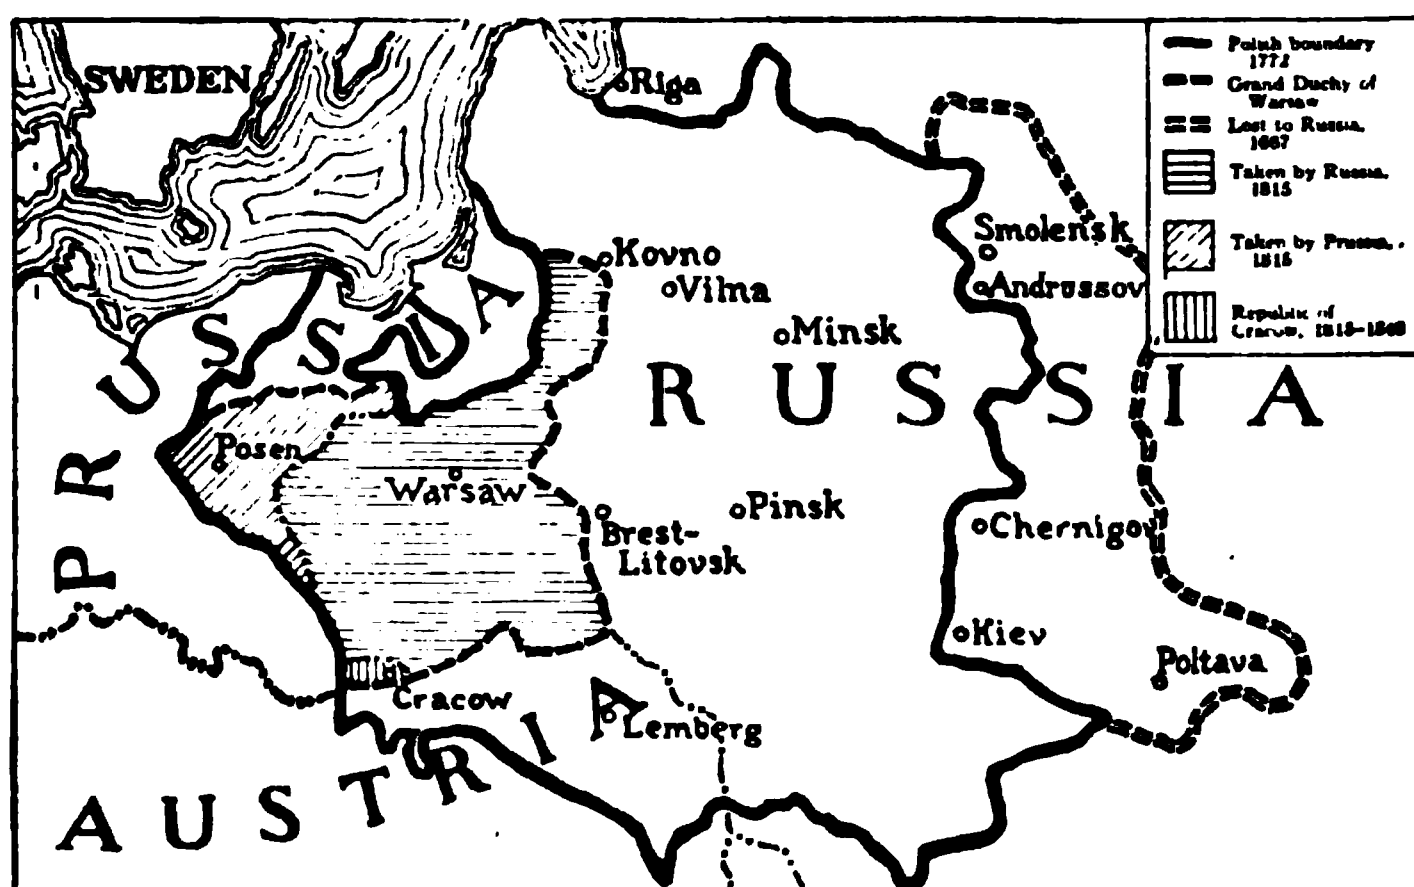 SWEDEN
Riga
Polish boundary
1772
Grand Duchy of
Warsaw
Lost to Russia,
1667
Taken by Russia,
1815
Taken by Prussia,
1815
Republic of
Cracow,
Smolensk
Andrussov
Kovno
Vilna
Minsk
PRUSSIA
RUSSIA
Posen
Warsaw
Pinsk
Brest-
Litovsk
Chernigov
Kiev
Poltava
Cracow
Lemberg
AUSTRIA